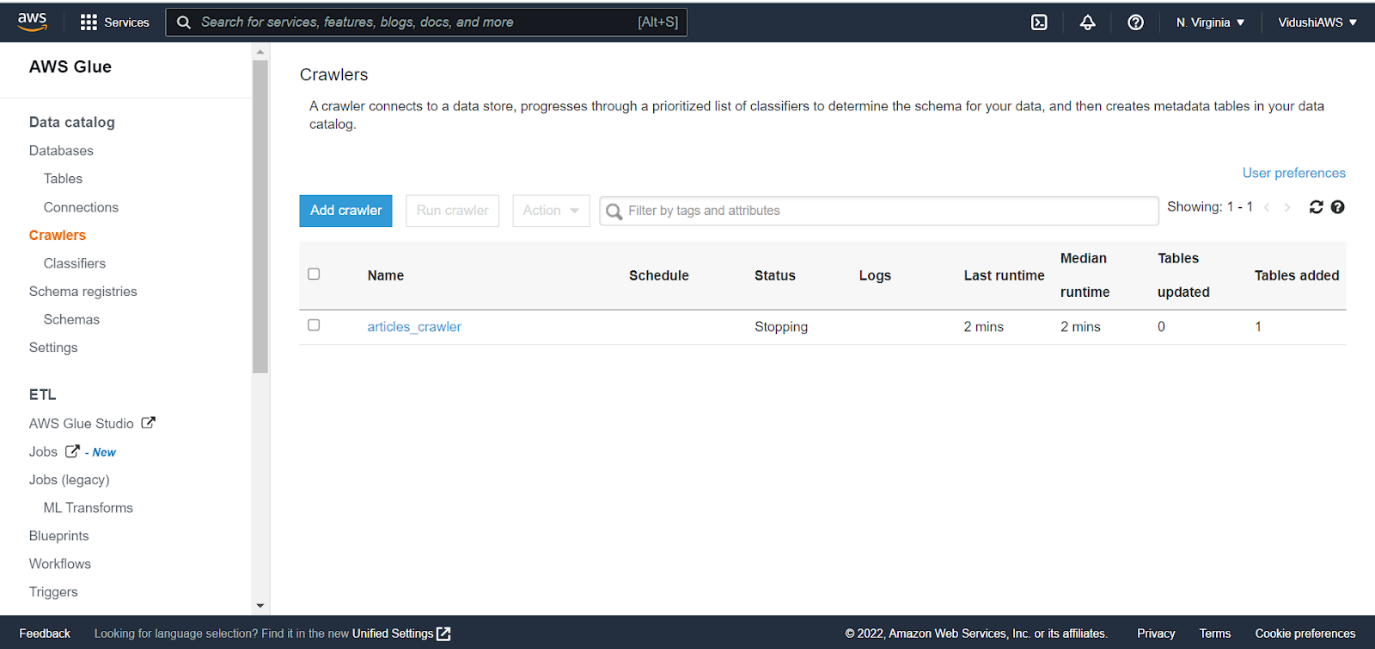 aws Services Search for services, features, blogs, docs, and more [Alt+S] N. Virginia VidushiAWS
AWS Glue
Data catalog
Databases
Tables
Connections
Crawlers
Classifiers
Schema registries
Schemas
Settings
ETL
AWS Glue Studio
Jobs - New
Jobs (legacy)
ML Transforms
Blueprints
Workflows
Triggers
Crawlers
A crawler connects to a data store, progresses through a prioritized list of classifiers to determine the schema for your data, and then creates metadata tables in your data
catalog.
User preferences
Add crawler Run crawler Action Filter by tags and attributes Showing: 1 - 1
Name Schedule Status Logs Last runtime Median runtime Tables updated Tables added
articles_crawler Stopping 2 mins 2 mins 0 1
Feedback Looking for language selection? Find it in the new Unified Settings © 2022, Amazon Web Services, Inc. or its affiliates. Privacy Terms Cookie preferences